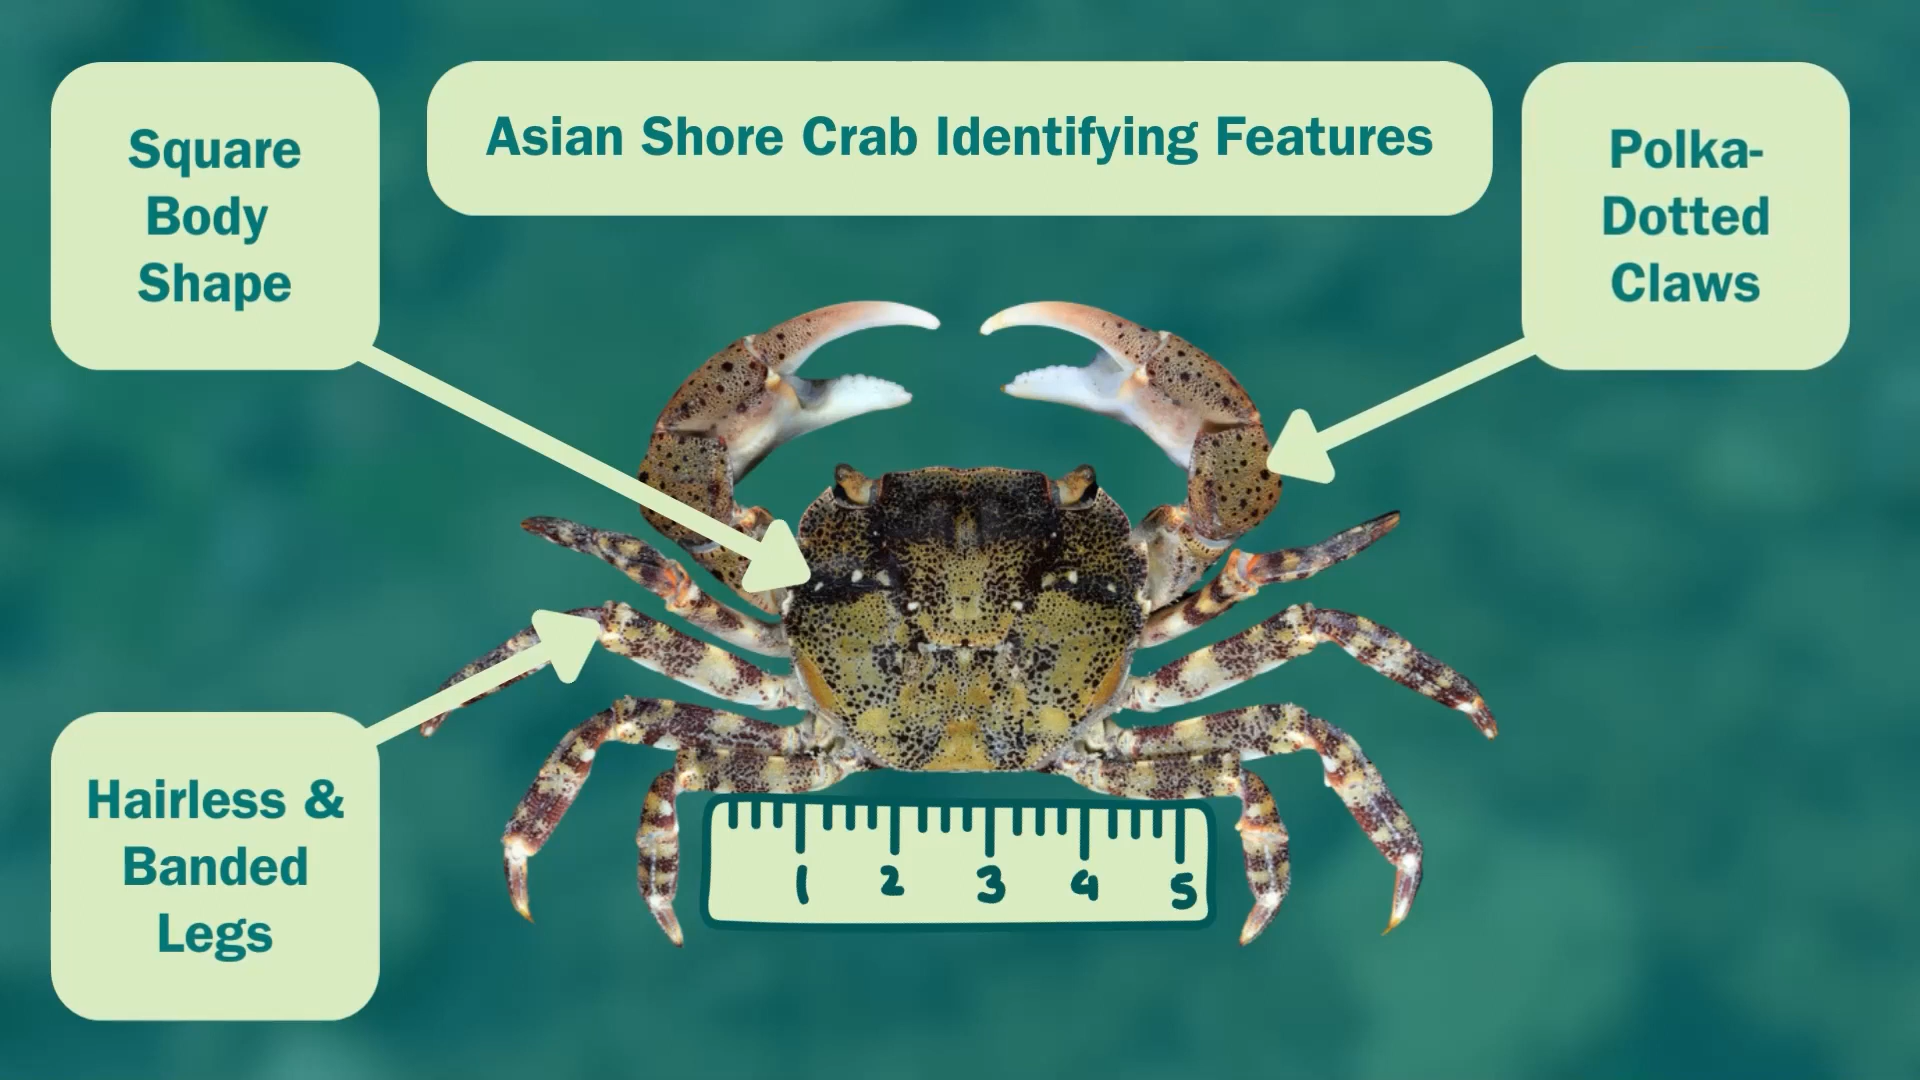 Asian Shore Crab Identifying Features
Square
Body
Shape
Polka-
Dotted
Claws
Hairless &
Banded
Legs
1 2 3 4 5